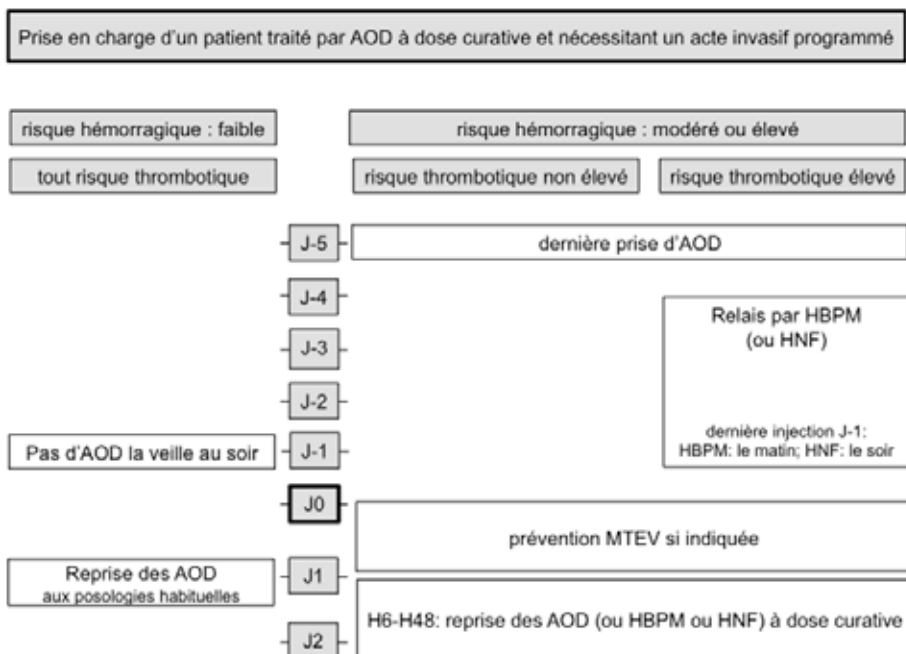 Prise en charge d'un patient traité par AOD à dose curative et nécessitant un acte invasif programmé
risque hémorragique : faible
risque hémorragique : modéré ou élevé
tout risque thrombotique
risque thrombotique non élevé
risque thrombotique élevé
J-5
dernière prise d'AOD
J-4
Relais par HBPM
(ou HNF)
J-3
J-2
dernière injection J-1:
HBPM: le matin; HNF: le soir
Pas d'AOD la veille au soir
J-1
J0
prévention MTEV si indiquée
Reprise des AOD
aux posologies habituelles
J1
H6-H48: reprise des AOD (ou HBPM ou HNF) à dose curative
J2